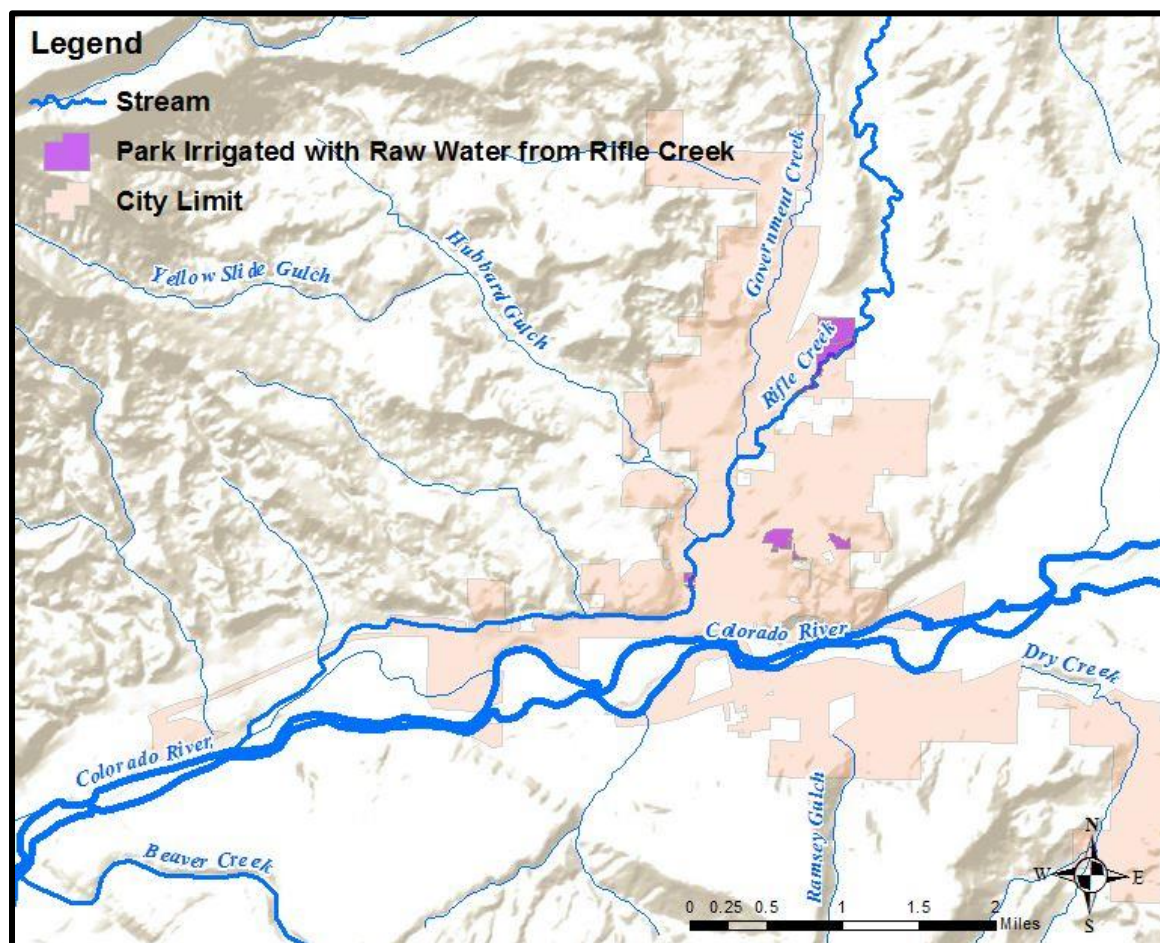 Legend
Stream
Park Irrigated with Raw Water from Rifle Creek
City Limit
Government Creek
Hubbard Gulch
Yellow Slide Gulch
Rifle Creek
Colorado River
Dry Creek
Colorado River
Ramsey Gulch
Beaver Creek
N
W E
S
0 0.25 0.5 1 1.5 2
Miles